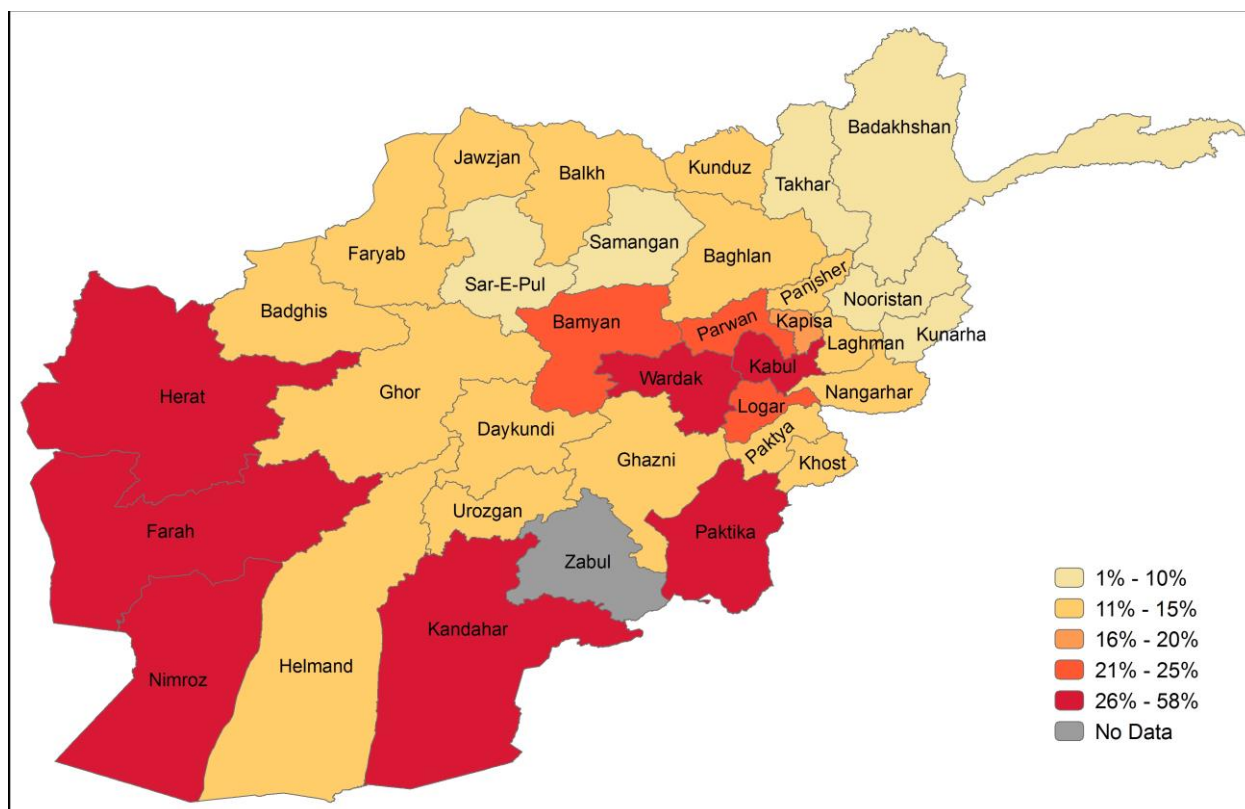 Badakhshan
Jawzjan
Balkh
Kunduz
Takhar
Faryab
Samangan
Baghlan
Sar-E-Pul
Panjsher
Nooristan
Badghis
Bamyan
Parwan
Kapisa
Kunarha
Laghman
Herat
Ghor
Wardak
Kabul
Nangarhar
Logar
Daykundi
Ghazni
Paktya
Khost
Urozgan
Farah
Paktika
Zabul
Kandahar
Helmand
Nimroz
1% - 10%
11% - 15%
16% - 20%
21% - 25%
26% - 58%
No Data